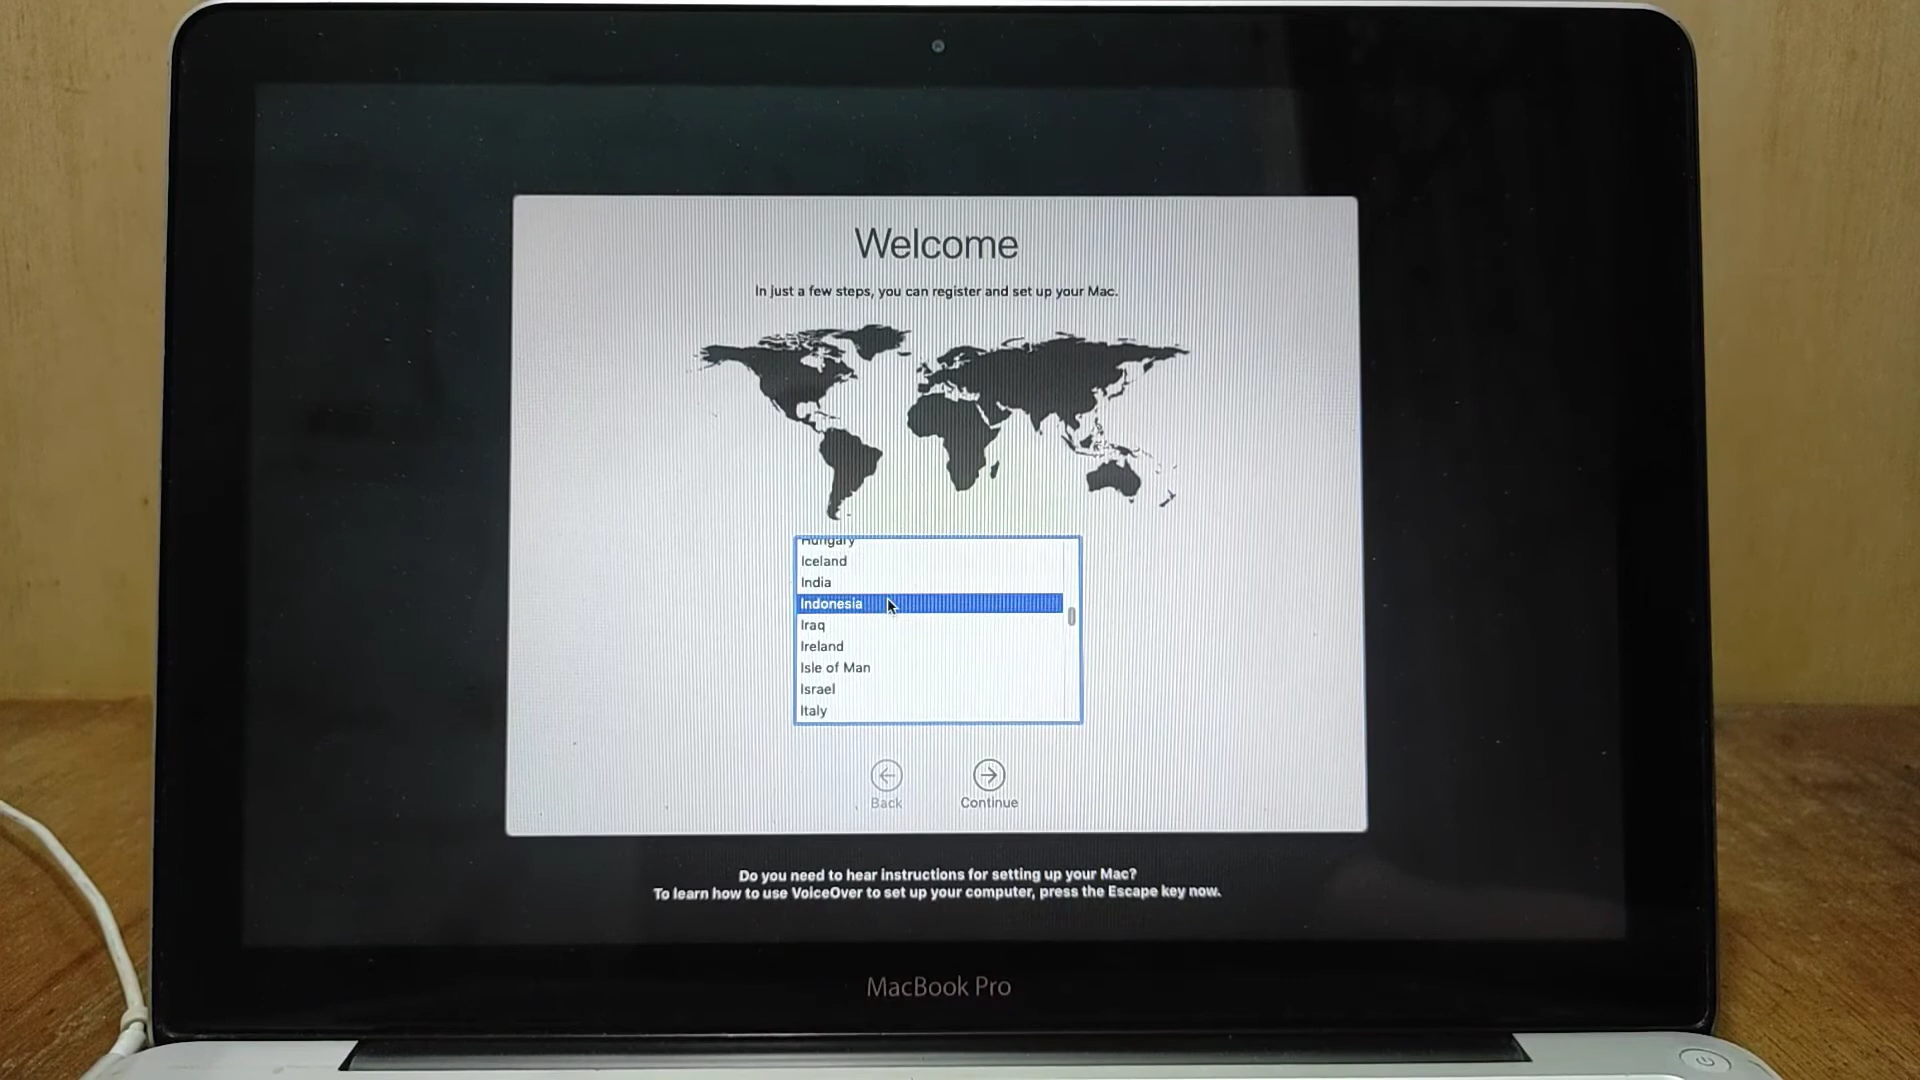 Welcome
In just a few steps, you can register and set up your Mac.
Hungary
Iceland
India
Indonesia
Iraq
Ireland
Isle of Man
Israel
Italy
Back
Continue
Do you need to hear instructions for setting up your Mac?
To learn how to use VoiceOver to set up your computer, press the Escape key now.
MacBook Pro